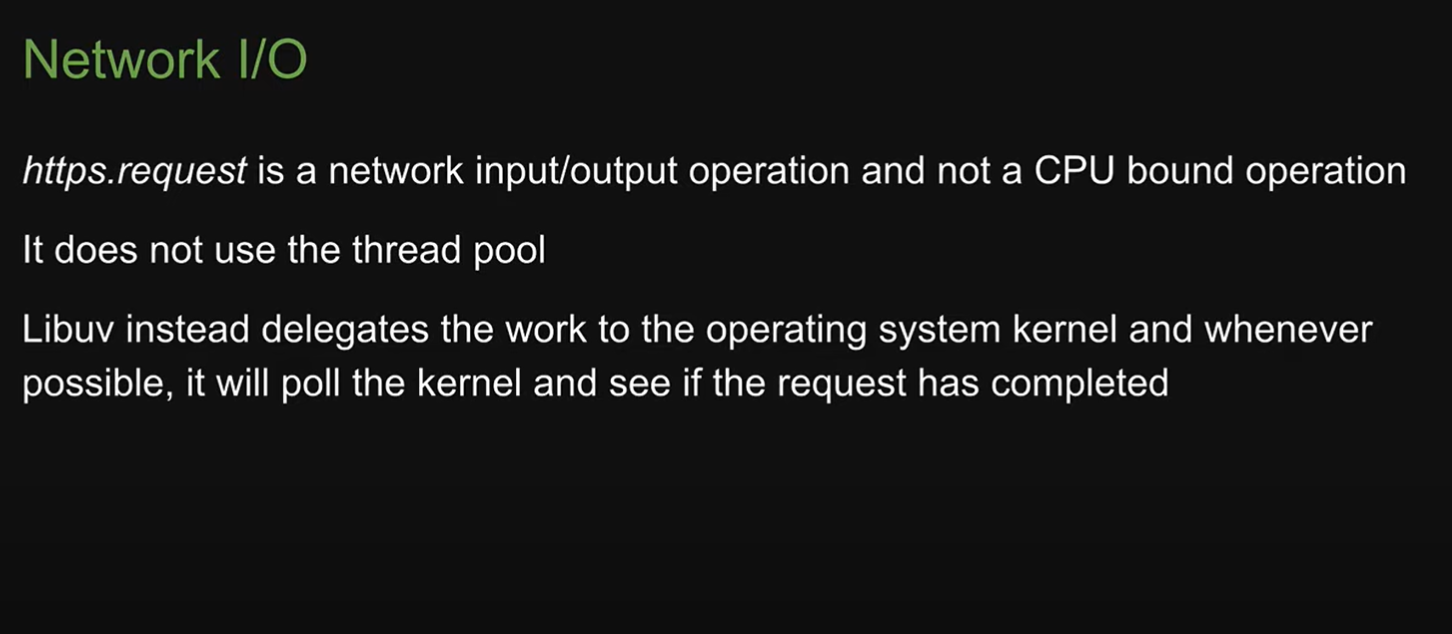 Network I/O
https.request is a network input/output operation and not a CPU bound operation
It does not use the thread pool
Libuv instead delegates the work to the operating system kernel and whenever
possible, it will poll the kernel and see if the request has completed